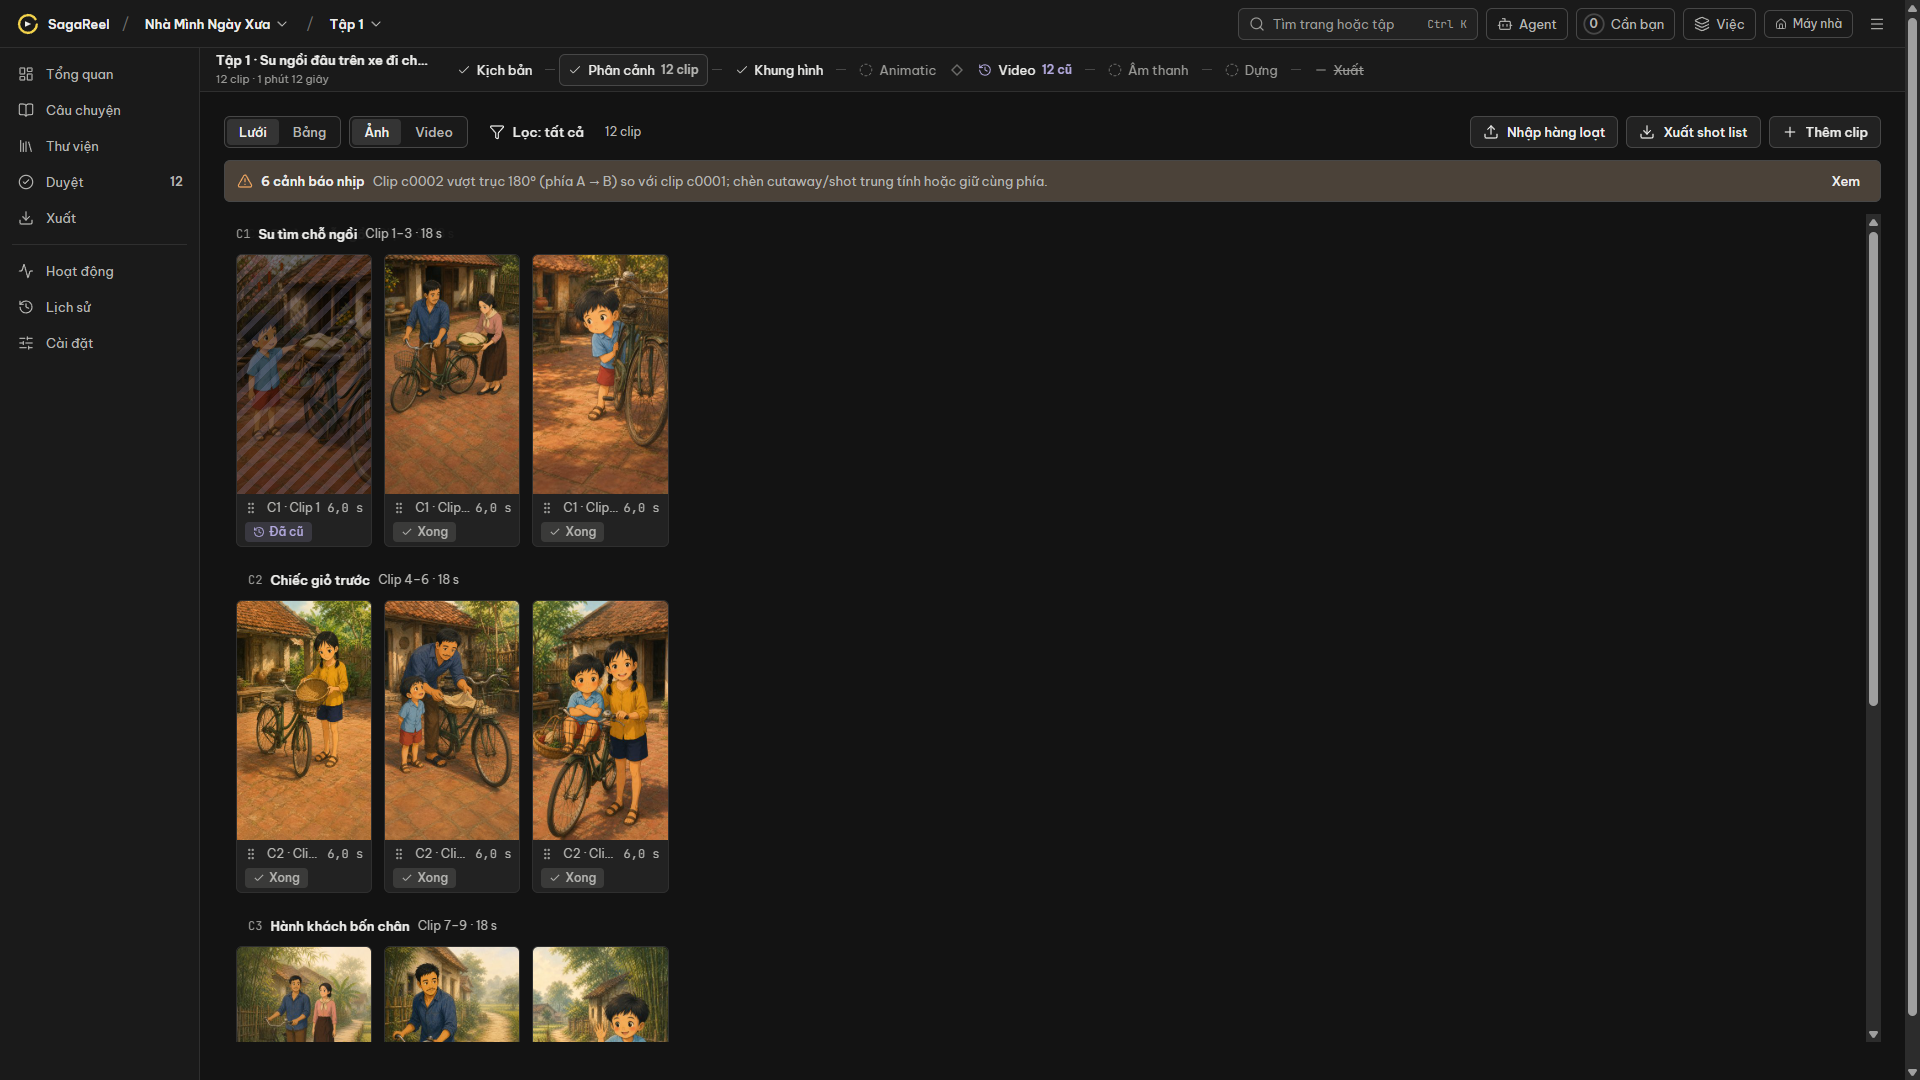 SagaReel / Nhà Mình Ngày Xưa / Tập 1
Tìm trang hoặc tập Ctrl K
Agent
0 Cần bạn
Việc
Máy nhà
Tổng quan
Câu chuyện
Thư viện
Duyệt 12
Xuất
Hoạt động
Lịch sử
Cài đặt
Tập 1 · Su ngồi đâu trên xe đi ch...
12 clip · 1 phút 12 giây
Kịch bản
Phân cảnh 12 clip
Khung hình
Animatic
Video 12 cũ
Âm thanh
Dựng
Xuất
Lưới Bảng
Ảnh Video
Lọc: tất cả
12 clip
Nhập hàng loạt
Xuất shot list
Thêm clip
6 cảnh báo nhịp Clip c0002 vượt trục 180° (phía A → B) so với clip c0001; chèn cutaway/shot trung tính hoặc giữ cùng phía.
Xem
C1 Su tìm chỗ ngồi Clip 1–3 · 18 s
C1 · Clip 1 6,0 s
Đã cũ
C1 · Clip... 6,0 s
Xong
C1 · Clip... 6,0 s
Xong
C2 Chiếc giỏ trước Clip 4–6 · 18 s
C2 · Cli... 6,0 s
Xong
C2 · Cli... 6,0 s
Xong
C2 · Cli... 6,0 s
Xong
C3 Hành khách bốn chân Clip 7–9 · 18 s